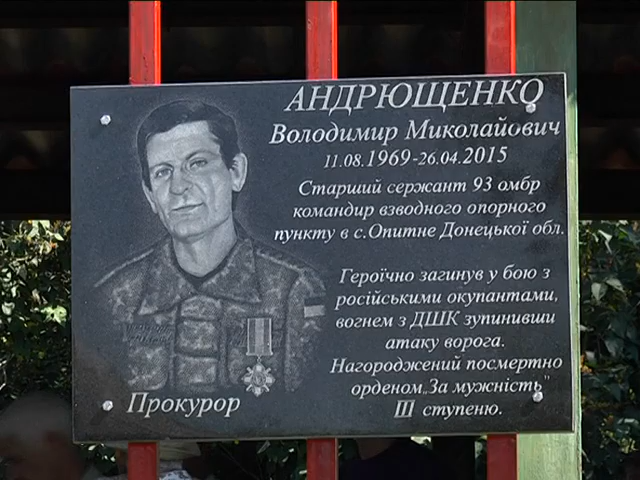 АНДРЮЩЕНКО
Володимир Миколайович
11.08.1969-26.04.2015
Старший сержант 93 омбр
командир взводного опорного
пункту в с.Опитне Донецької обл.
Героїчно загинув у бою з
російськими окупантами,
вогнем з ДШК зупинивши
атаку ворога.
Нагороджений посмертно
орденом„За мужність"
III ступеню.
Прокурор